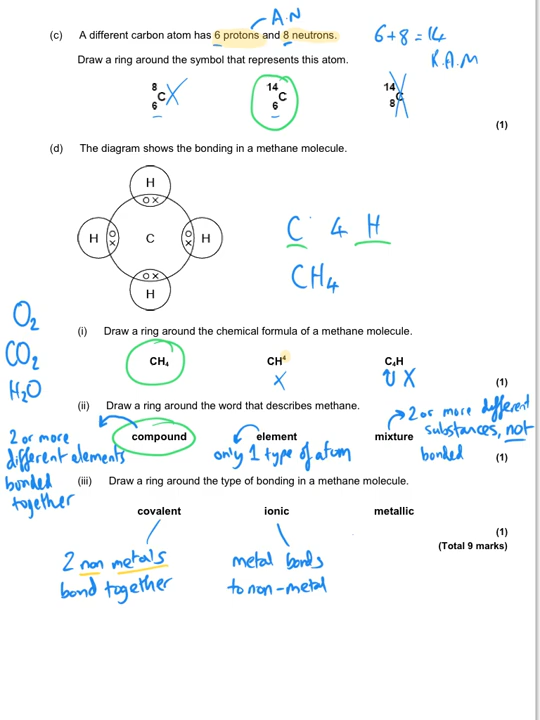 A.N
(c) A different carbon atom has 6 protons and 8 neutrons.
6+8=14
R.A.M
Draw a ring around the symbol that represents this atom.
8 C 6 X
14 C 6
14 C 8 X
(1)
(d) The diagram shows the bonding in a methane molecule.
H
OX
H OX C OX H
OX
H
C 4 H
CH4
O2
CO2
H2O
(i) Draw a ring around the chemical formula of a methane molecule.
CH₄ CH⁴ C₄H
X X
(1)
(ii) Draw a ring around the word that describes methane.
compound element mixture
2 or more different elements bonded together
only 1 type of atom
2 or more different substances, not bonded
(1)
(iii) Draw a ring around the type of bonding in a methane molecule.
covalent ionic metallic
(1)
(Total 9 marks)
2 non metals
bond together
metal bonds
to non-metal